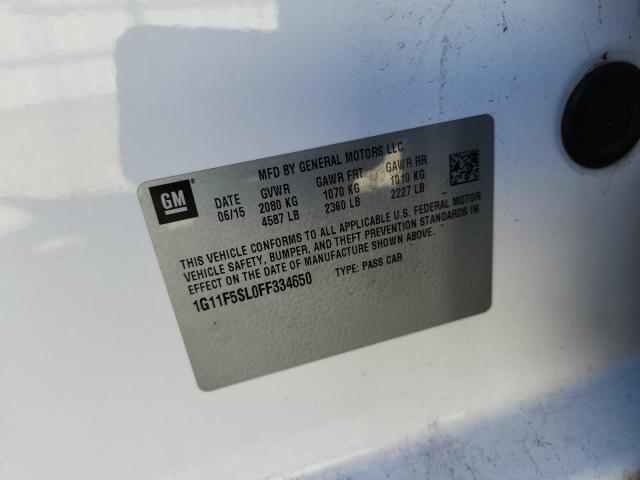 MFD BY GENERAL MOTORS LLC
GM
DATE GVWR GAWR FRT GAWR RR
06/15 2080 KG 1070 KG 1010 KG
4587 LB 2360 LB 2227 LB
THIS VEHICLE CONFORMS TO ALL APPLICABLE U.S. FEDERAL MOTOR
VEHICLE SAFETY, BUMPER, AND THEFT PREVENTION STANDARDS IN
EFFECT ON THE DATE OF MANUFACTURE SHOWN ABOVE.
1G11F5SL0FF334650 TYPE: PASS CAR